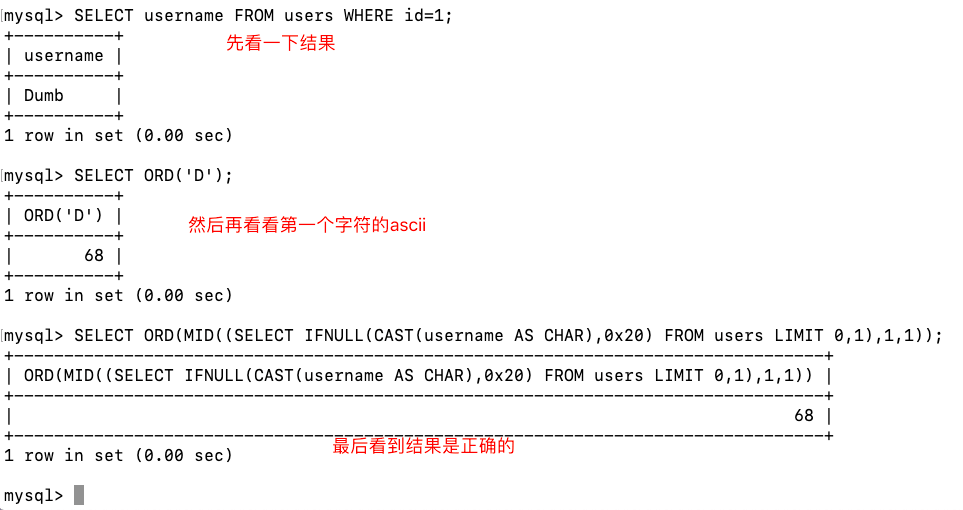 mysql> SELECT username FROM users WHERE id=1;
+----------+
先看一下结果
| username |
+----------+
| Dumb     |
+----------+
1 row in set (0.00 sec)
mysql> SELECT ORD('D');
+----------+
| ORD('D') |
然后再看看第一个字符的ascii
+----------+
|       68 |
+----------+
1 row in set (0.00 sec)
mysql> SELECT ORD(MID((SELECT IFNULL(CAST(username AS CHAR),0x20) FROM users LIMIT 0,1),1,1));
+--------------------------------------------------------------------------------+
| ORD(MID((SELECT IFNULL(CAST(username AS CHAR),0x20) FROM users LIMIT 0,1),1,1)) |
+--------------------------------------------------------------------------------+
|                                                                             68 |
+--------------------------------------------------------------------------------+
最后看到结果是正确的
1 row in set (0.00 sec)
mysql>